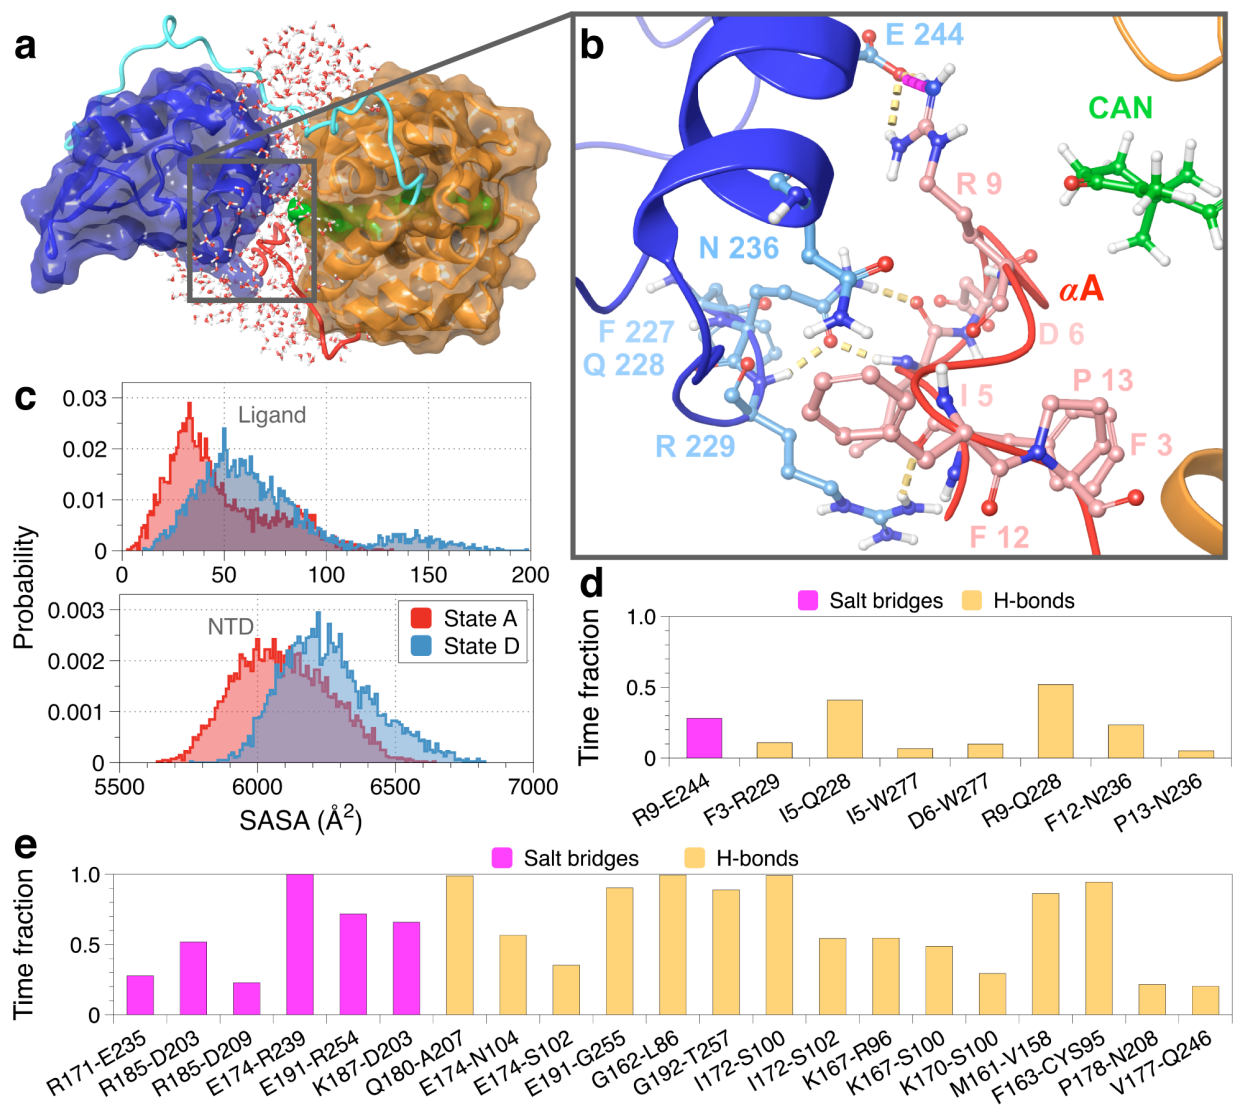 a
b
E 244
CAN
R 9
N 236
αA
F 227
D 6
Q 228
P 13
I 5
R 229
F 3
F 12
c
Probability
0.03
0.02
0.01
0
Ligand
0 50 100 150 200
0.003
0.002
0.001
0
NTD
State A
State D
5500 6000 6500 7000
SASA (Å²)
d
Salt bridges H-bonds
Time fraction
1.0
0.5
0
R9-E244
F3-R229
I5-Q228
I5-W277
D6-W277
R9-Q228
F12-N236
P13-N236
e
Salt bridges H-bonds
Time fraction
1.0
0.5
0
R171-E235
R185-D203
R185-D209
E174-R239
E191-R254
K187-D203
Q180-A207
E174-N104
E174-S102
E191-G255
G162-L86
G192-T257
I172-S100
I172-S102
K167-R96
K167-S100
K170-S100
M161-V158
F163-CYS95
P178-N208
V177-Q246